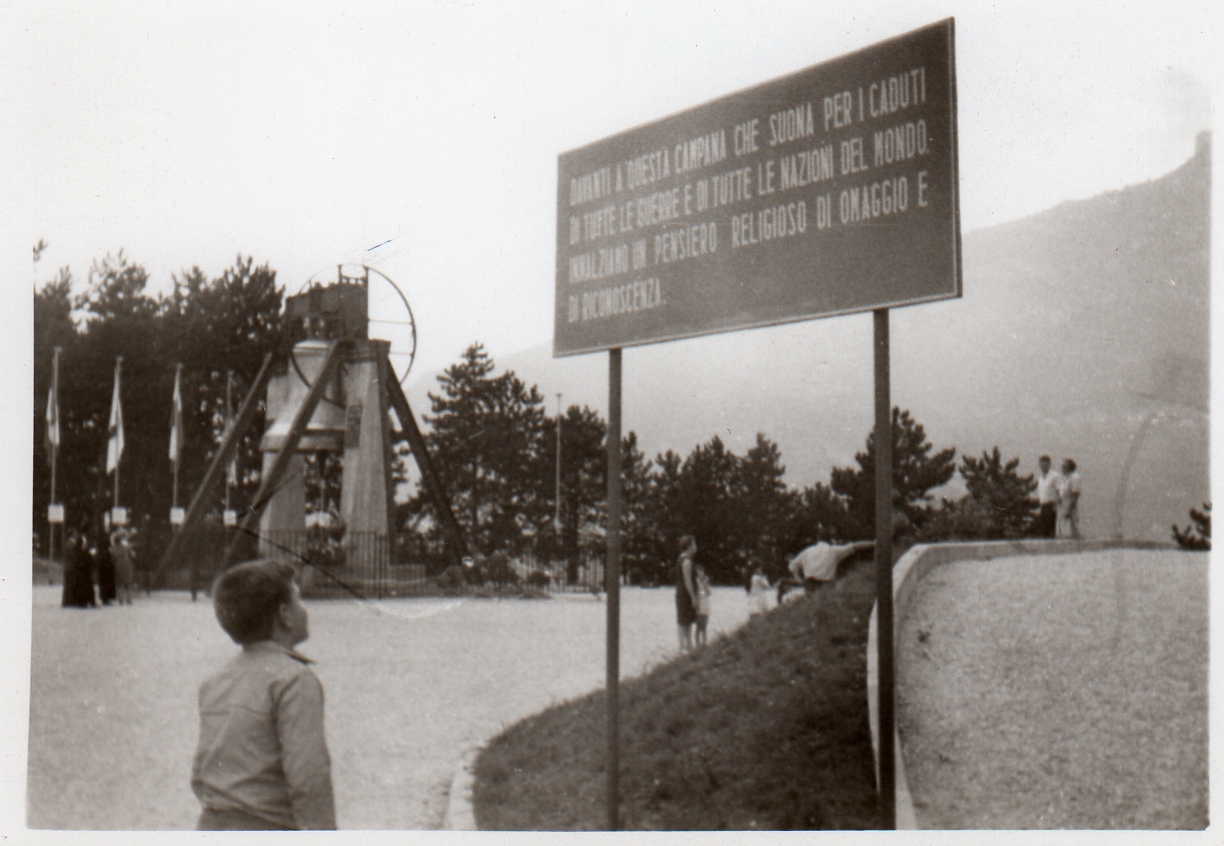 DAVANTI A QUESTA CAMPANA CHE SUONA PER I CADUTI
DI TUTTE LE GUERRE E DI TUTTE LE NAZIONI DEL MONDO.
INNALZIAMO UN PENSIERO RELIGIOSO DI OMAGGIO E
DI RICONOSCENZA.